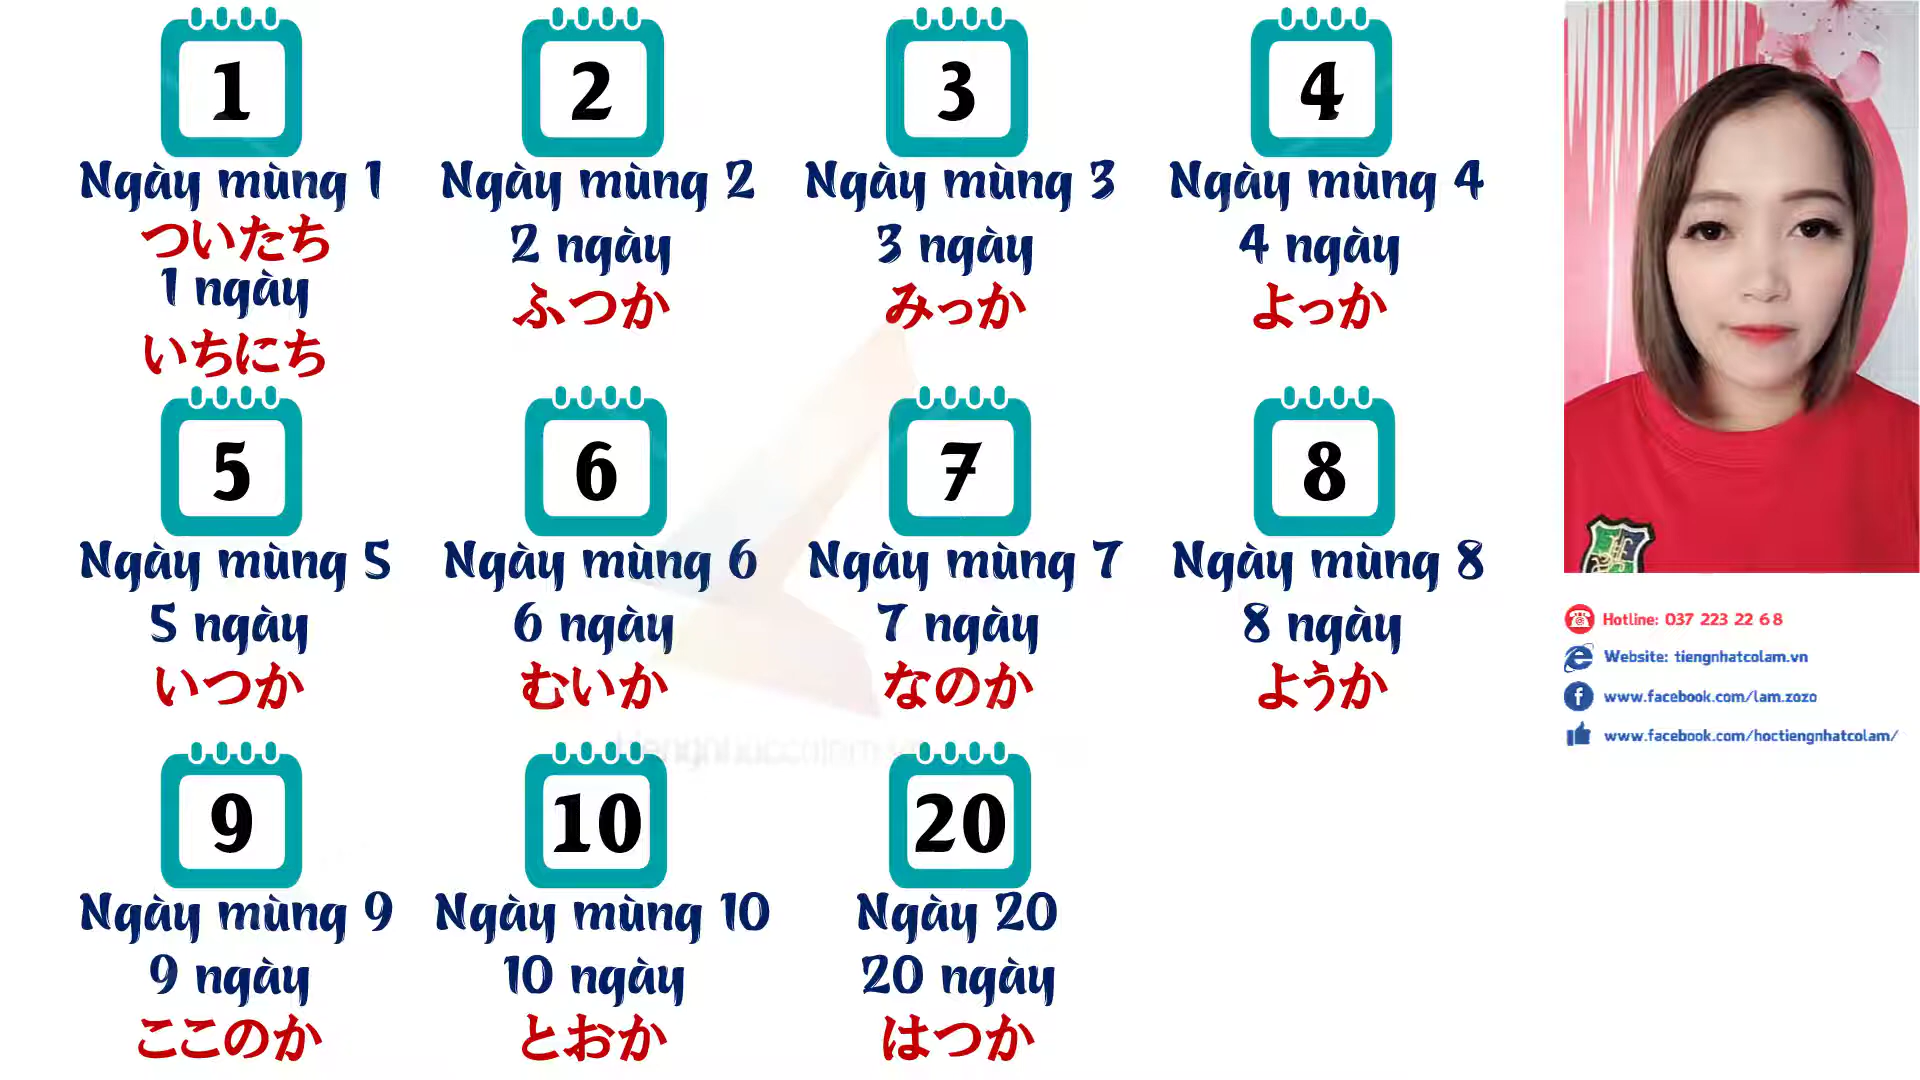 1
Ngày mùng 1
ついたち
1 ngày
いちにち
2
Ngày mùng 2
2 ngày
ふつか
3
Ngày mùng 3
3 ngày
みっか
4
Ngày mùng 4
4 ngày
よっか
5
Ngày mùng 5
5 ngày
いつか
6
Ngày mùng 6
6 ngày
むいか
7
Ngày mùng 7
7 ngày
なのか
8
Ngày mùng 8
8 ngày
ようか
9
Ngày mùng 9
9 ngày
ここのか
10
Ngày mùng 10
10 ngày
とおか
20
Ngày 20
20 ngày
はつか
Hotline: 037 223 22 68
Website: tiengnhatcolam.vn
www.facebook.com/lam.zozo
www.facebook.com/hoctiengnhatcolam/